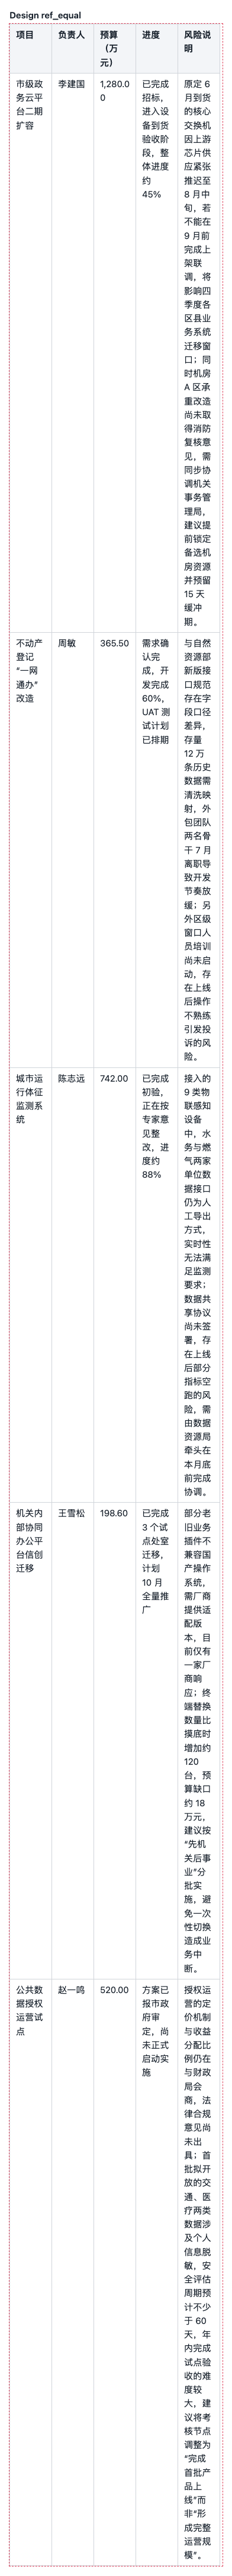 Design ref_equal
项目
负责人
预算
（万
元）
进度
风险说
明
市级政
务云平
台二期
扩容
李建国
1,280.0
0
已完成
招标，
进入设
备到货
验收阶
段，整
体进度
约
45%
原定 6
月到货
的核心
交换机
因上游
芯片供
应紧张
推迟至
8 月中
旬，若
不能在
9 月前
完成上
架联
调，将
影响四
季度各
区县业
务系统
迁移窗
口；同
时机房
A 区承
重改造
尚未取
得消防
复核意
见，需
同步协
调机关
事务管
理局，
建议提
前锁定
备选机
房资源
并预留
15 天
缓冲
期。
不动产
登记
“一网
通办”
改造
周敏
365.50
需求确
认完
成，开
发完成
60%，
UAT 测
试计划
已排期
与自然
资源部
新版接
口规范
存在字
段口径
差异，
存量
12 万
条历史
数据需
清洗映
射，外
包团队
两名骨
干 7 月
离职导
致开发
节奏放
缓；另
外区级
窗口人
员培训
尚未启
动，存
在上线
后操作
不熟练
引发投
诉的风
险。
城市运
行体征
监测系
统
陈志远
742.00
已完成
初验，
正在按
专家意
见整
改，进
度约
88%
接入的
9 类物
联感知
设备
中，水
务与燃
气两家
单位数
据接口
仍为人
工导出
方式，
实时性
无法满
足监测
要求；
数据共
享协议
尚未签
署，存
在上线
后部分
指标空
跑的风
险，需
由数据
资源局
牵头在
本月底
前完成
协调。
机关内
部协同
办公平
台信创
迁移
王雪松
198.60
已完成
3 个试
点处室
迁移，
计划
10 月
全量推
广
部分老
旧业务
插件不
兼容国
产操作
系统，
需厂商
提供适
配版
本，目
前仅有
一家厂
商响
应；终
端替换
数量比
摸底时
增加约
120
台，预
算缺口
约 18
万元，
建议按
“先机
关后事
业”分
批实
施，避
免一次
性切换
造成业
务中
断。
公共数
据授权
运营试
点
赵一鸣
520.00
方案已
报市政
府审
定，尚
未正式
启动实
施
授权运
营的定
价机制
与收益
分配比
例仍在
与财政
局会
商，法
律合规
意见尚
未出
具；首
批拟开
放的交
通、医
疗两类
数据涉
及个人
信息脱
敏，安
全评估
周期预
计不少
于 60
天，年
内完成
试点验
收的难
度较
大，建
议将考
核节点
调整为
“完成
首批产
品上
线”而
非“形
成完整
运营规
模”。